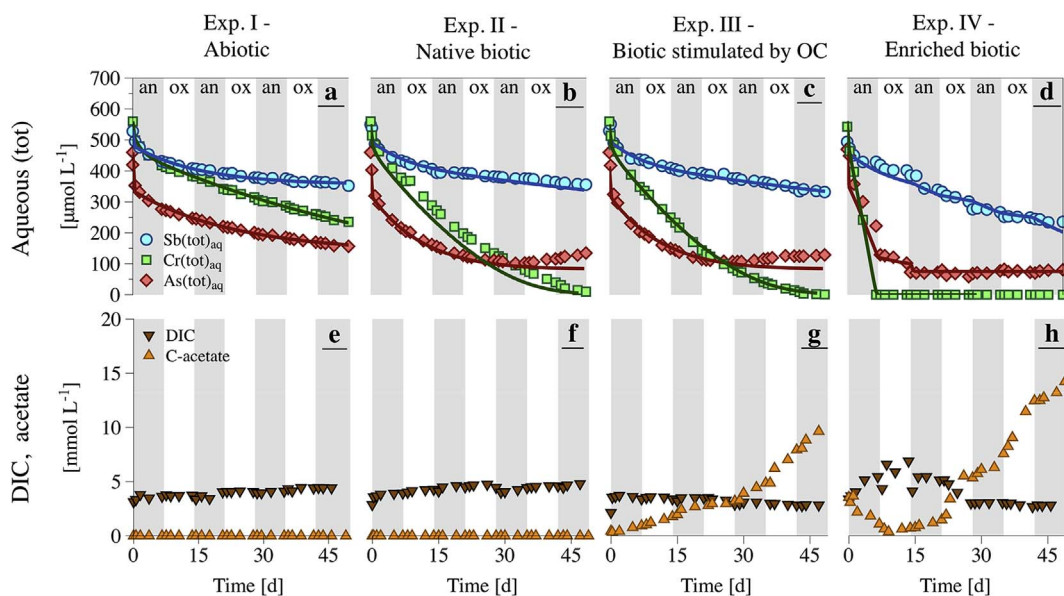 Exp. I -
Abiotic
Exp. II -
Native biotic
Exp. III -
Biotic stimulated by OC
Exp. IV -
Enriched biotic
Aqueous (tot)
[µmol L⁻¹]
700
600
500
400
300
200
100
0
an ox an ox an ox a
an ox an ox an ox b
an ox an ox an ox c
an ox an ox an ox d
Sb(tot)aq
Cr(tot)aq
As(tot)aq
DIC, acetate
[mmol L⁻¹]
20
15
10
5
0
DIC
C-acetate
e
f
g
h
0 15 30 45
0 15 30 45
0 15 30 45
0 15 30 45
Time [d]
Time [d]
Time [d]
Time [d]